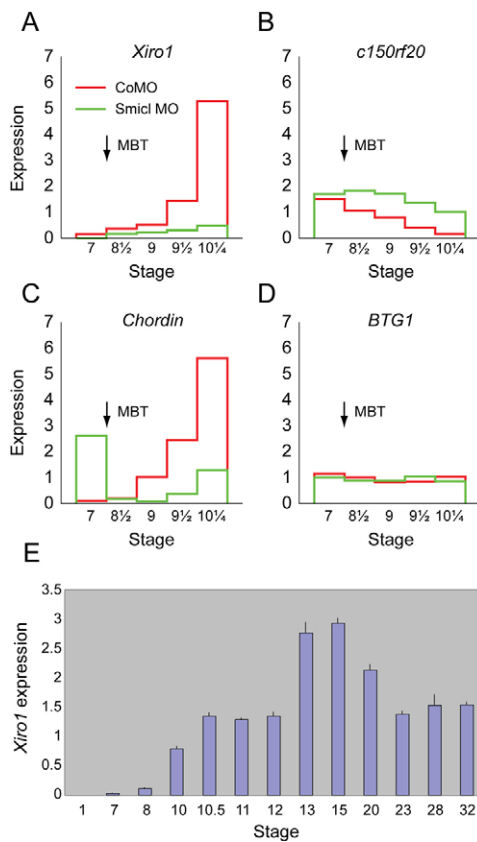 A
Xiro1
7
6
5
4
3
2
1
0
Expression
CoMO
Smicl MO
MBT
7 8½ 9 9½ 10¼
Stage
B
c150rf20
7
6
5
4
3
2
1
0
MBT
7 8½ 9 9½ 10¼
Stage
C
Chordin
7
6
5
4
3
2
1
0
Expression
MBT
7 8½ 9 9½ 10¼
Stage
D
BTG1
7
6
5
4
3
2
1
0
MBT
7 8½ 9 9½ 10¼
Stage
E
3.5
3
2.5
2
1.5
1
0.5
0
Xiro1 expression
1 7 8 10 10.5 11 12 13 15 20 23 28 32
Stage